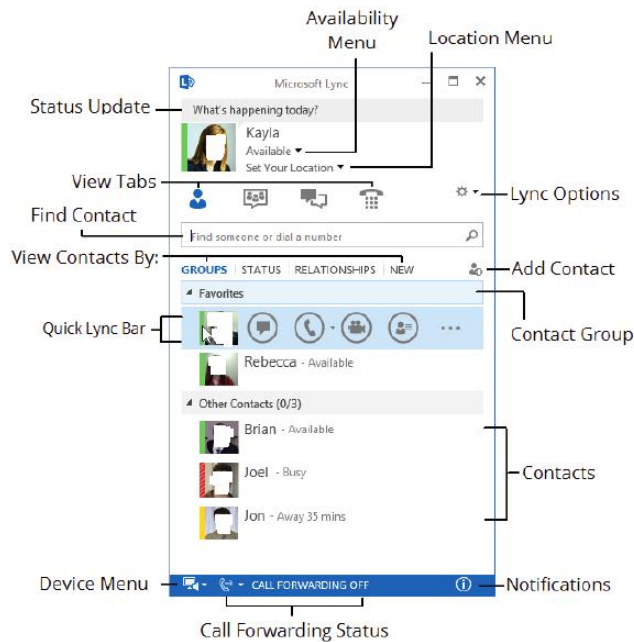 Availability
Menu
Location Menu
Microsoft Lync
Status Update
What's happening today?
Kayla
Available
Set Your Location
View Tabs
Lync Options
Find Contact
Find someone or dial a number
View Contacts By:
GROUPS STATUS RELATIONSHIPS NEW
Add Contact
Favorites
Quick Lync Bar
Contact Group
Rebecca - Available
Other Contacts (0/3)
Brian - Available
Joel - Busy
Contacts
Jon - Away 35 mins
Device Menu
CALL FORWARDING OFF
Notifications
Call Forwarding Status